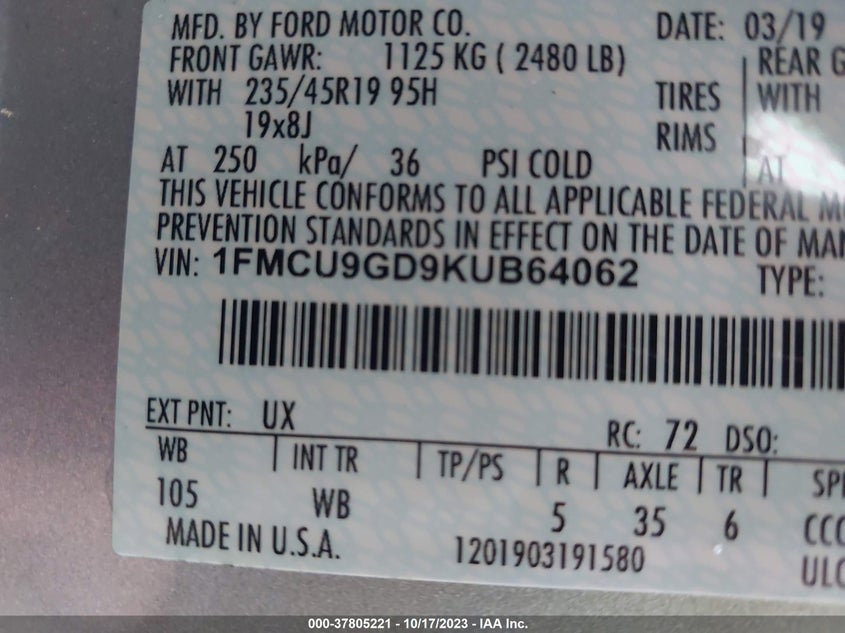 MFD. BY FORD MOTOR CO. DATE: 03/19
FRONT GAWR: 1125 KG ( 2480 LB) REAR G
WITH 235/45R19 95H TIRES WITH
19x8J RIMS
AT 250 kPa/ 36 PSI COLD AT
THIS VEHICLE CONFORMS TO ALL APPLICABLE FEDERAL M
PREVENTION STANDARDS IN EFFECT ON THE DATE OF MAN
VIN: 1FMCU9GD9KUB64062 TYPE:
EXT PNT: UX RC: 72 DSO:
WB INT TR TP/PS R AXLE TR SPR
105 WB 5 35 6 CCC
MADE IN U.S.A. 1201903191580 ULC
000-37805221 - 10/17/2023 - IAA Inc.